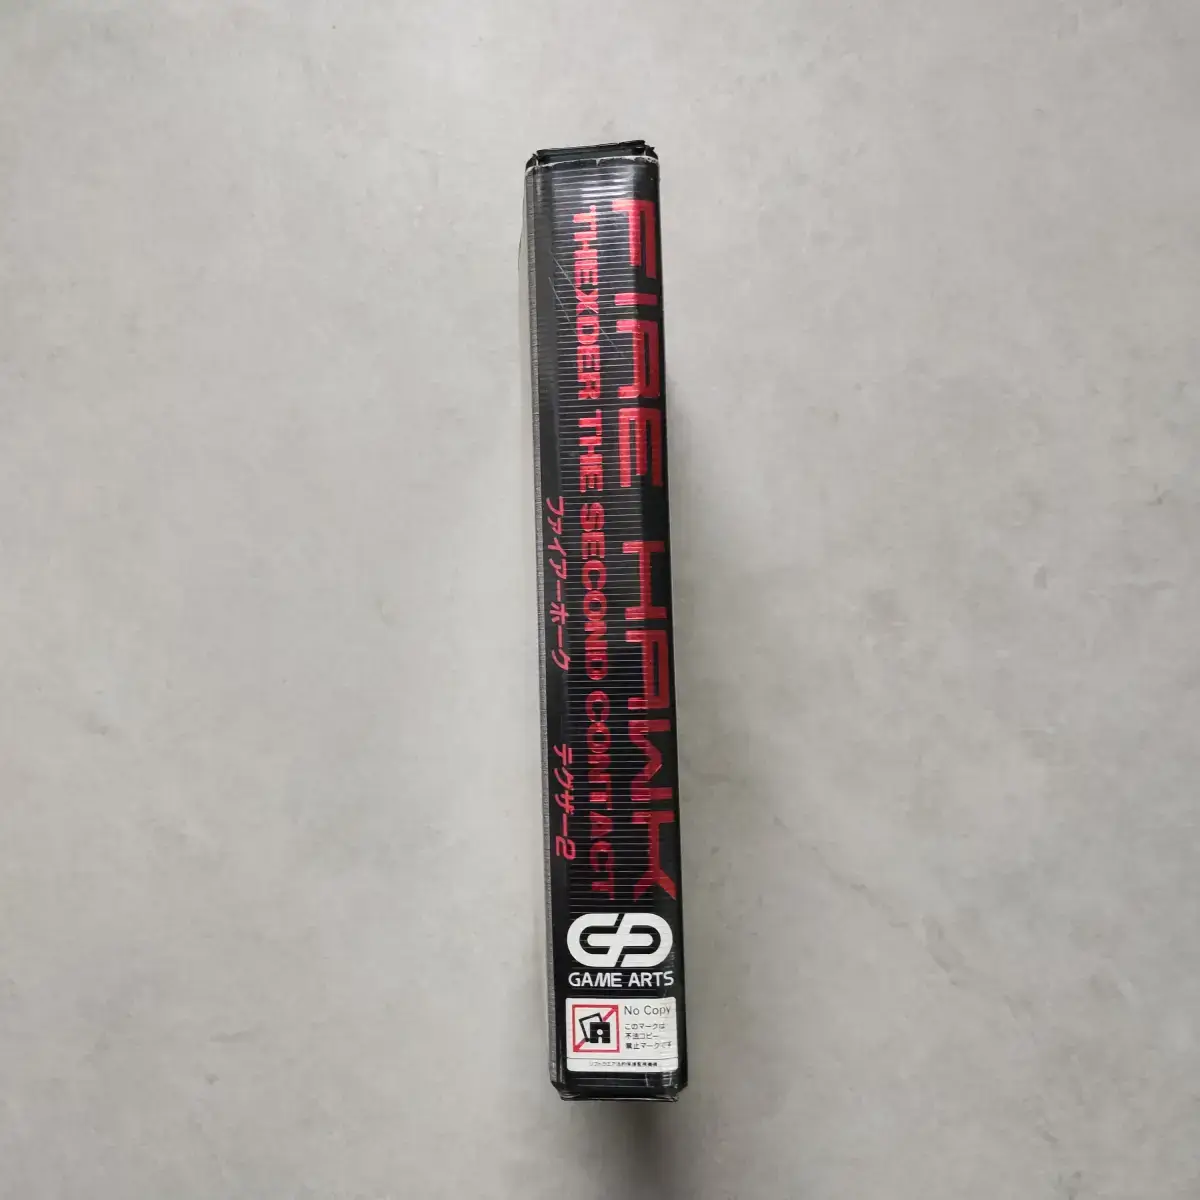 FIRE HAWK
THEXDER THE SECOND CONTACT
ファイアーホーク テグザー2
GAME ARTS
No Copy
このマークは
不法コピー
禁止マークです